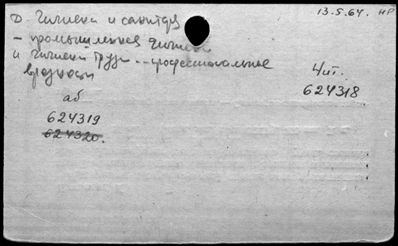 13.5.64. НР
D. Гигиена и санитария
– промышленная гигиена
и гигиена труда -- профессиональные
вредности
Чит.
624318
аб
624319
624320.